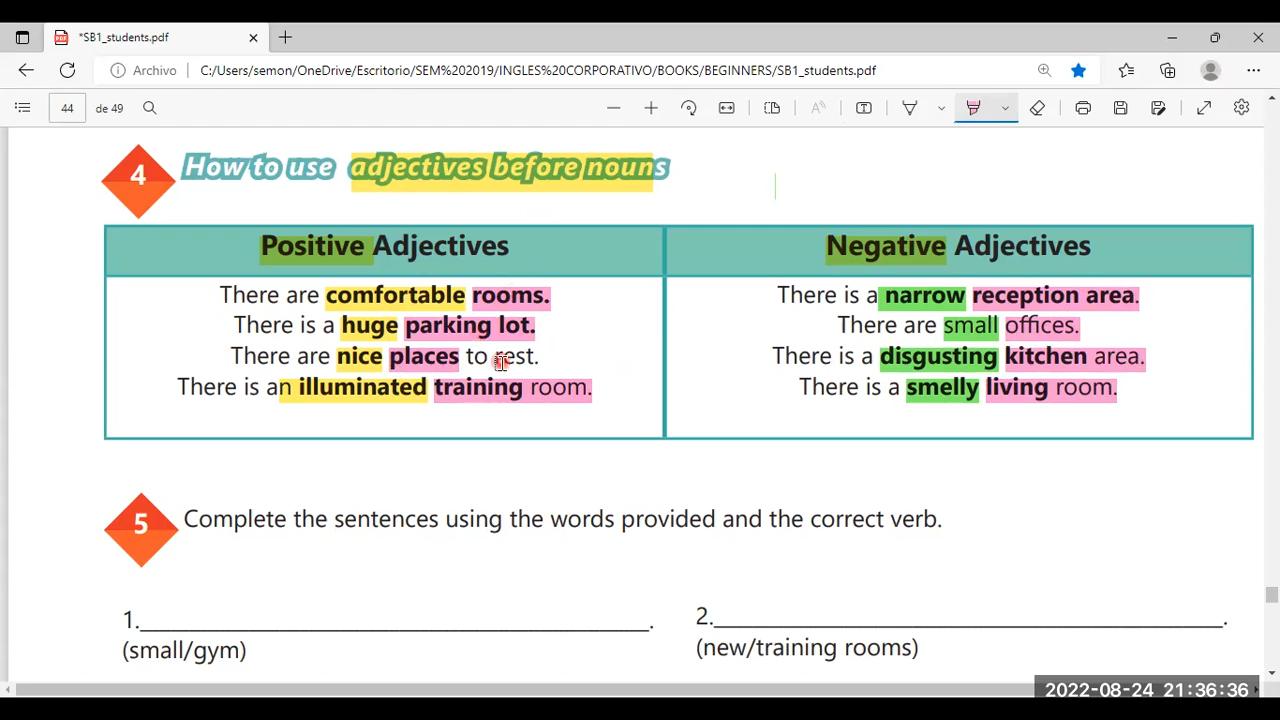 *SB1_students.pdf
Archivo
C:/Users/semon/OneDrive/Escritorio/SEM%202019/INGLES%20CORPORATIVO/BOOKS/BEGINNERS/SB1_students.pdf
44 de 49
4 How to use adjectives before nouns
Positive Adjectives
There are comfortable rooms.
There is a huge parking lot.
There are nice places to rest.
There is an illuminated training room.
Negative Adjectives
There is a narrow reception area.
There are small offices.
There is a disgusting kitchen area.
There is a smelly living room.
5 Complete the sentences using the words provided and the correct verb.
1.________________________________________.
(small/gym)
2.________________________________________.
(new/training rooms)
2022-08-24 21:36:36